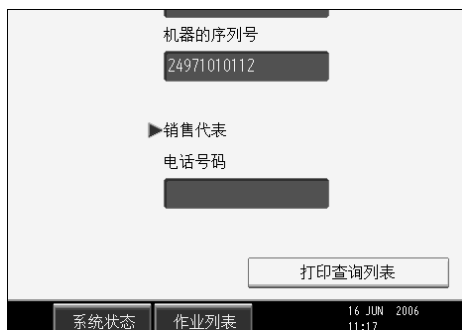 机器的序列号
24971010112
▶销售代表
电话号码
打印查询列表
系统状态
作业列表
16 JUN 2006
11:17